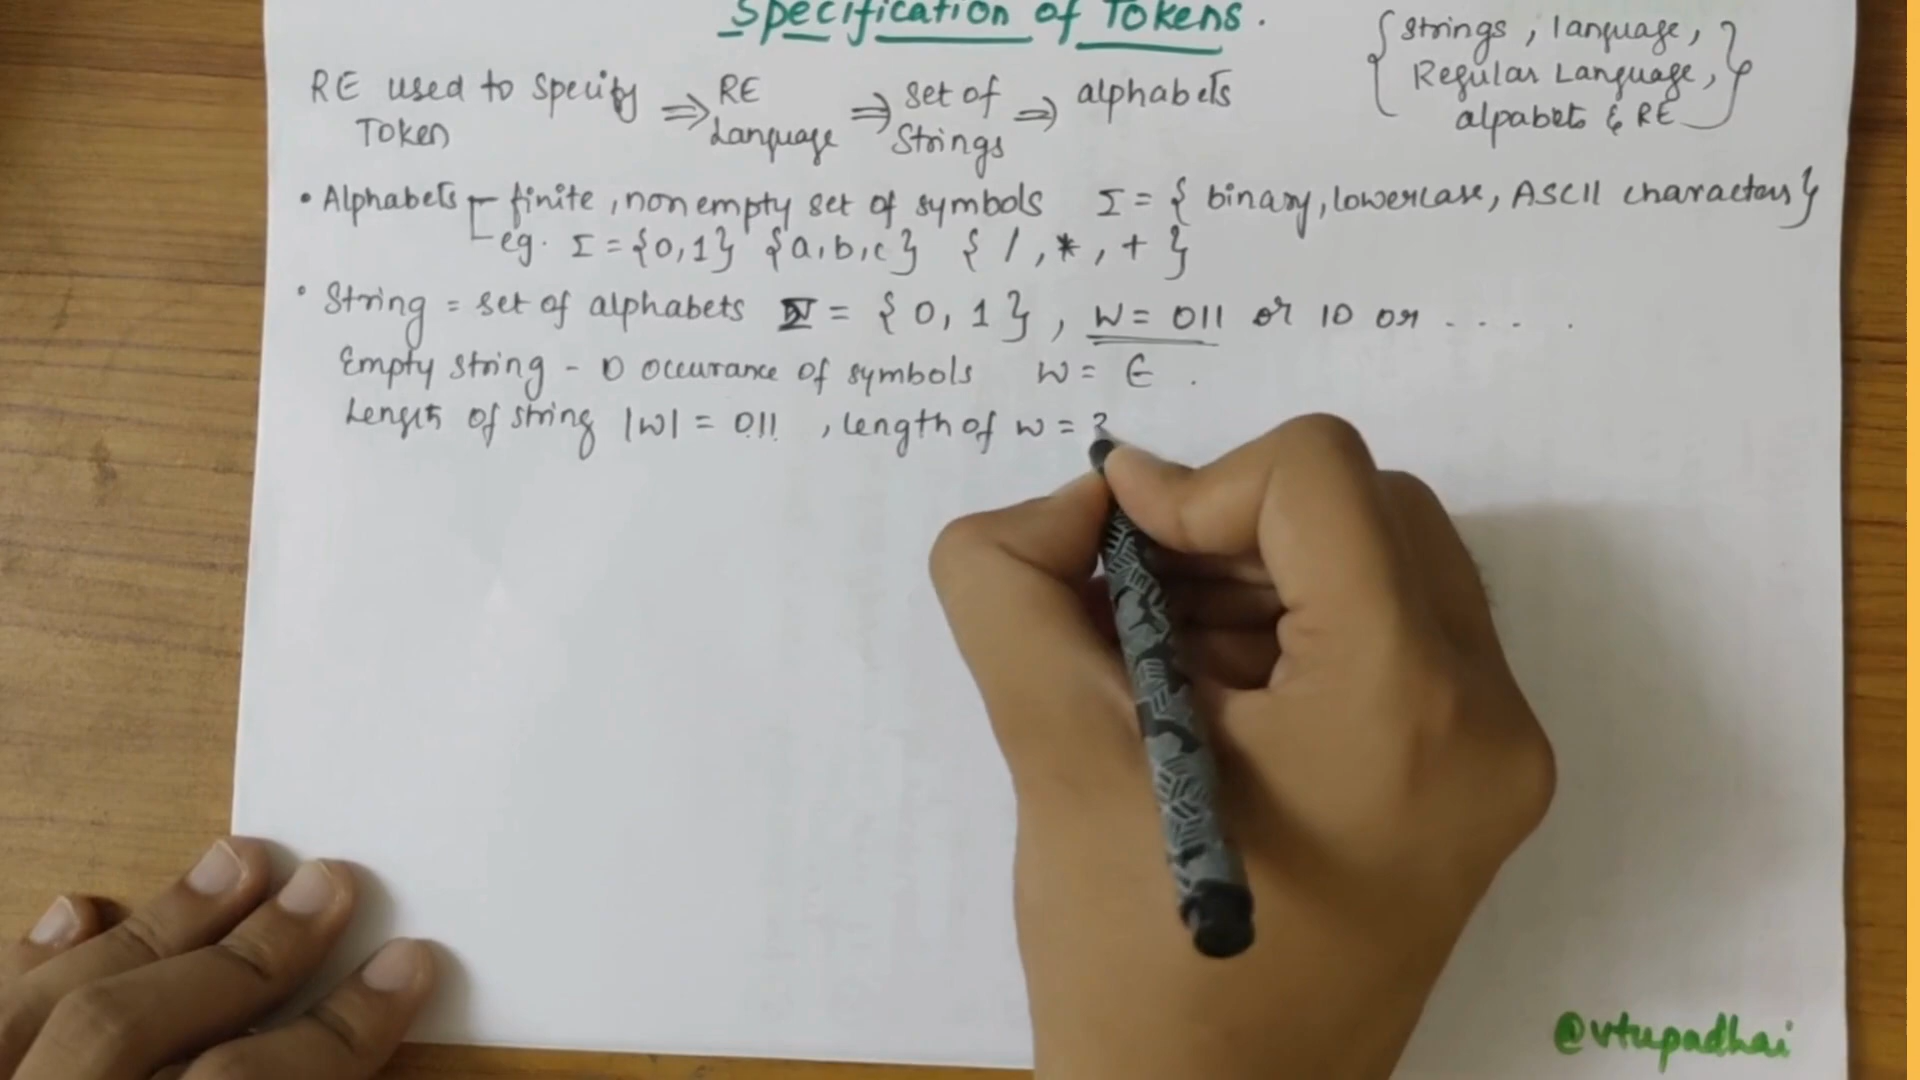 Specification of Tokens.
{ strings, language,
Regular Language,
alpabets & RE }
RE used to specify Token ⇒ RE Language ⇒ set of Strings ⇒ alphabets
• Alphabets - finite, non empty set of symbols Σ = { binary, lowercase, ASCII characters }
- eg. Σ = {0,1} {a,b,c} { /, *, + }
• String = set of alphabets Σ = { 0, 1 }, W = 011 or 10 or . . . .
Empty string - 0 occurance of symbols w = ∈ .
Length of string |w| = 011 , length of w = 3
@vtupadhai